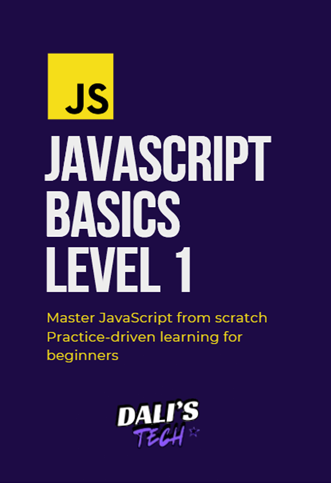 JS
JAVASCRIPT
BASICS
LEVEL 1
Master JavaScript from scratch
Practice-driven learning for
beginners
DALI'S
TECH